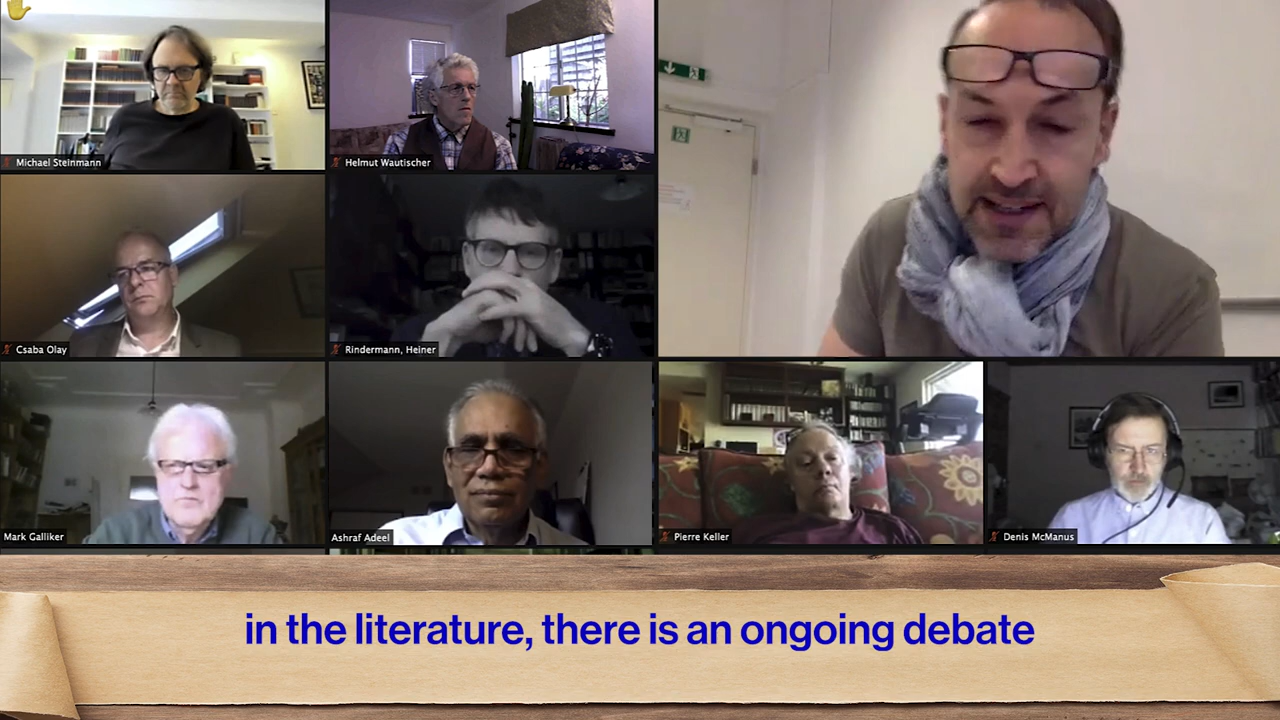 Michael Steinmann
Helmut Wautischer
Csaba Olay
Rindermann, Heiner
Mark Galliker
Ashraf Adeel
Pierre Keller
Denis McManus
in the literature, there is an ongoing debate